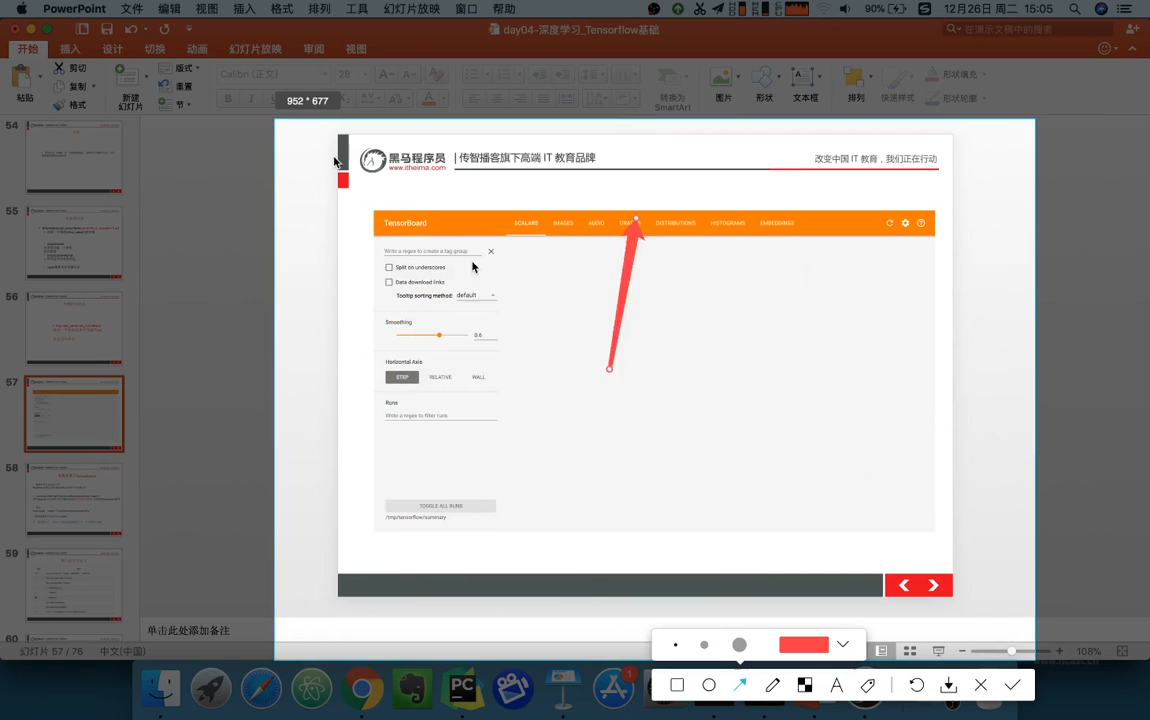 PowerPoint 文件 编辑 视图 插入 格式 排列 工具 幻灯片放映 窗口 帮助 90% 12月26日 周二 15:05
day04-深度学习_Tensorflow基础
在演示文稿中搜索
开始 插入 设计 切换 动画 幻灯片放映 审阅 视图
粘贴
剪切
复制
格式
新建
幻灯片
版式
重置
节
Calibri (正文) 28
转换为
SmartArt
图片 形状 文本框 排列 快速样式
形状填充
形状轮廓
952 * 677
54
55
56
57
58
59
60
黑马程序员
www.itheima.com
传智播客旗下高端 IT 教育品牌
改变中国 IT 教育，我们正在行动
TensorBoard SCALARS IMAGES AUDIO DISTRIBUTIONS HISTOGRAMS EMBEDDINGS
Write a regex to create a tag group
Split on underscores
Data download links
Tooltip sorting method: default
Smoothing
0.6
Horizontal Axis
STEP RELATIVE WALL
Runs
Write a regex to filter runs
TOGGLE ALL RUNS
/tmp/tensorflow/summary
单击此处添加备注
幻灯片 57 / 76 中文(中国)
108%